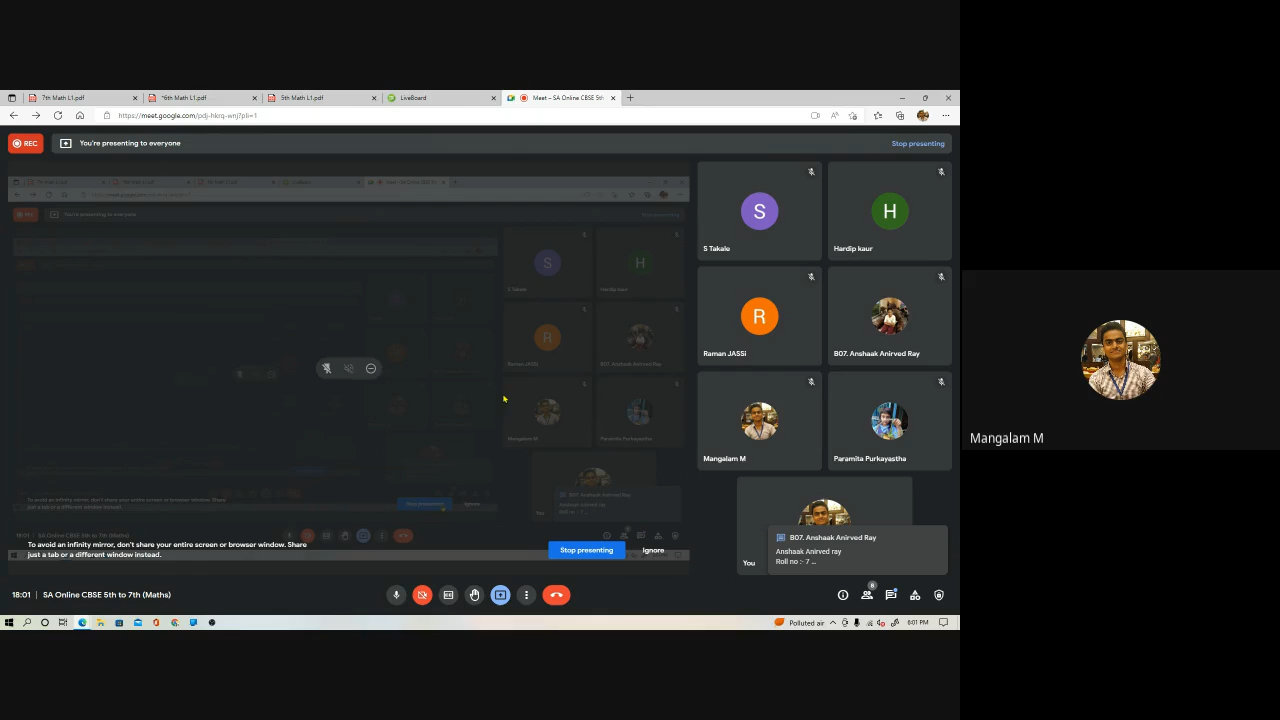 7th Math L1.pdf
*6th Math L1.pdf
5th Math L1.pdf
LiveBoard
Meet – SA Online CBSE 5th
https://meet.google.com/pdj-hkrq-wnj?pli=1
REC
You're presenting to everyone
Stop presenting
S
S Takale
H
Hardip kaur
R
Raman JASSi
B07. Anshaak Anirved Ray
Mangalam M
Paramita Purkayastha
Mangalam M
You
B07. Anshaak Anirved Ray
Anshaak Anirved ray
Roll no :- 7 ...
To avoid an infinity mirror, don't share your entire screen or browser window. Share
just a tab or a different window instead.
Stop presenting
Ignore
18:01 | SA Online CBSE 5th to 7th (Maths)
8
Polluted air
6:01 PM